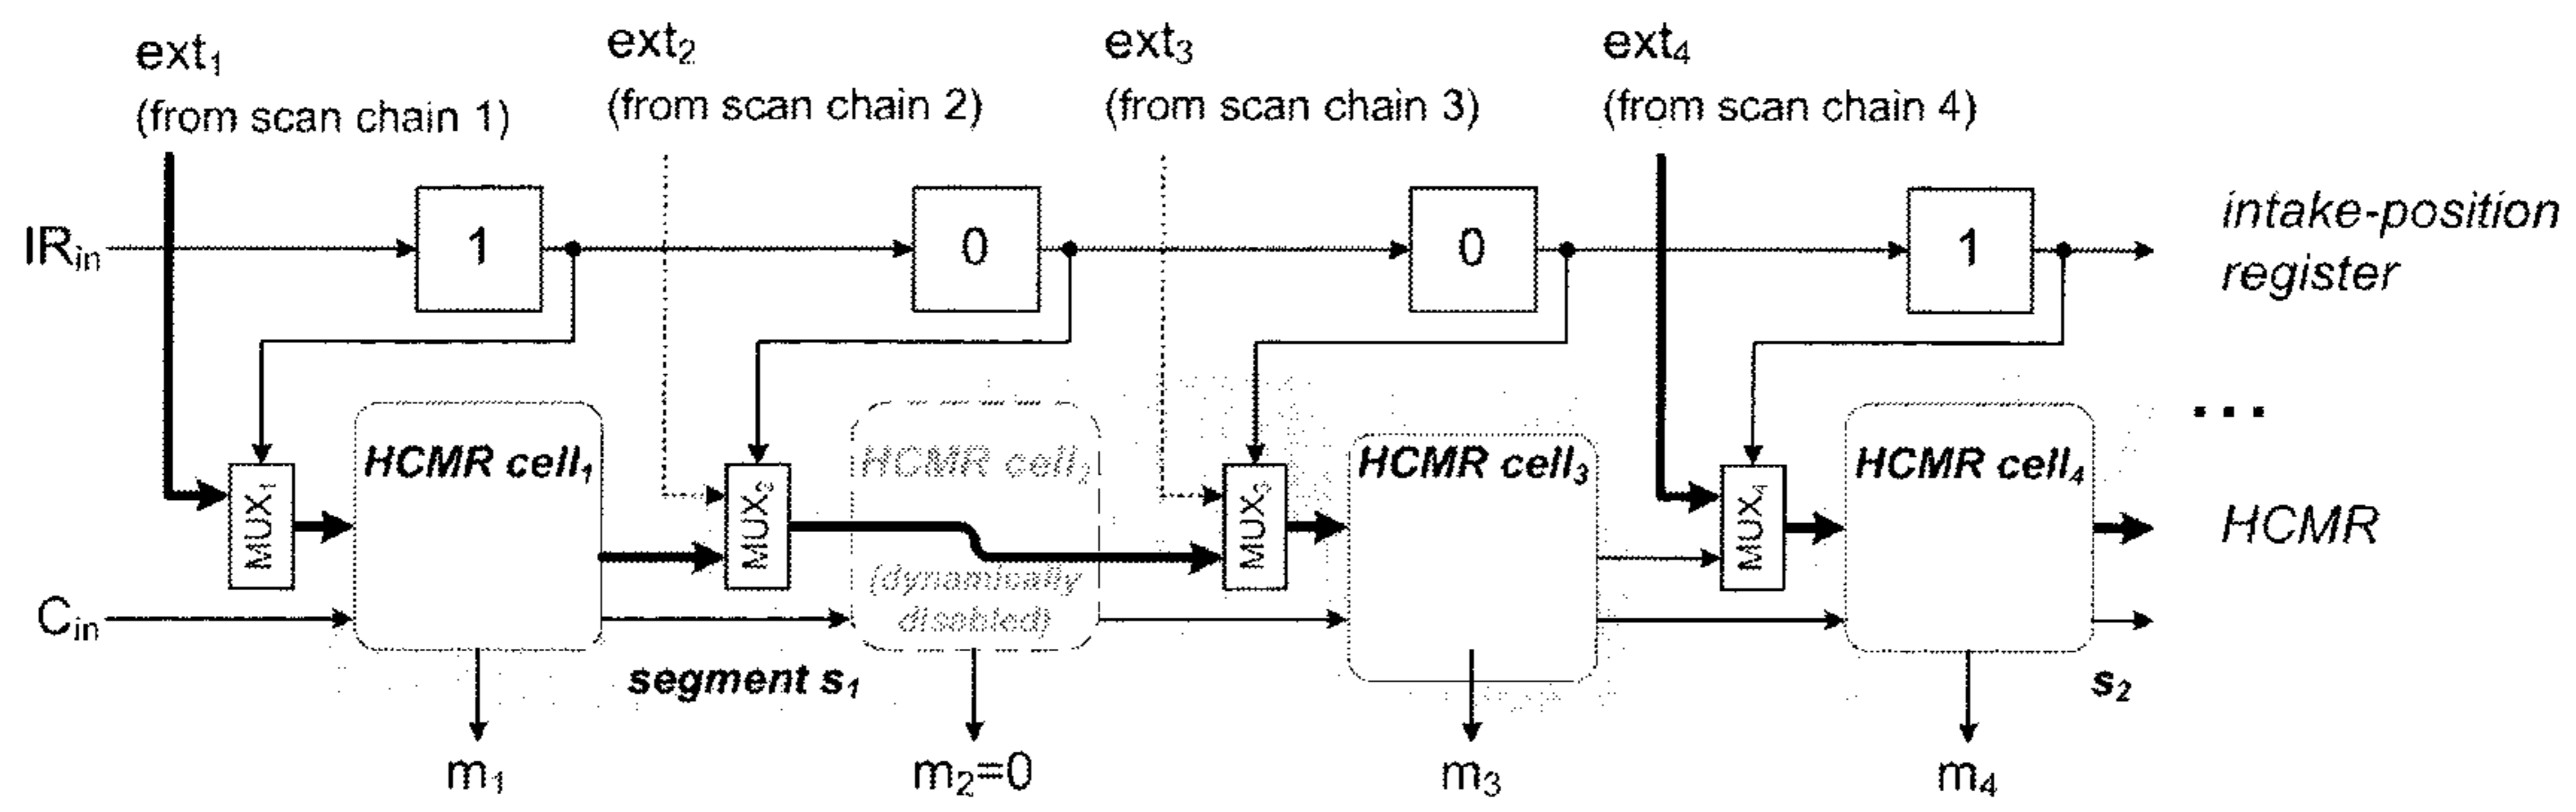 ext₁
(from scan chain 1)
ext₂
(from scan chain 2)
ext₃
(from scan chain 3)
ext₄
(from scan chain 4)
IRin
1
0
0
1
intake-position
register
MUX₁
HCMR cell₁
MUX₂
HCMR cell₂
(dynamically
disabled)
MUX₃
HCMR cell₃
MUX₄
HCMR cell₄
...
HCMR
Cin
segment s₁
s₂
m₁
m₂=0
m₃
m₄